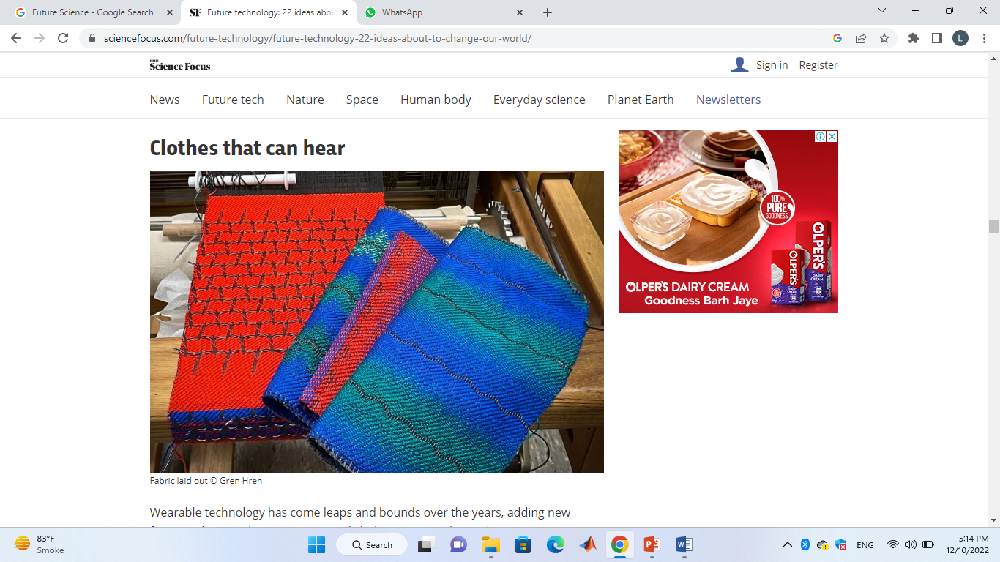 Future Science - Google Search
SF Future technology: 22 ideas abou
WhatsApp
sciencefocus.com/future-technology/future-technology-22-ideas-about-to-change-our-world/
L
Science Focus
Sign in | Register
News Future tech Nature Space Human body Everyday science Planet Earth Newsletters
Clothes that can hear
100%
PURE
GOODNESS
OLPER'S
DAIRY
CREAM
OLPER'S
DAIRY
CREAM
OLPER'S DAIRY CREAM
Goodness Barh Jaye
Fabric laid out © Gren Hren
Wearable technology has come leaps and bounds over the years, adding new
83°F
Smoke
Search
ENG
5:14 PM
12/10/2022